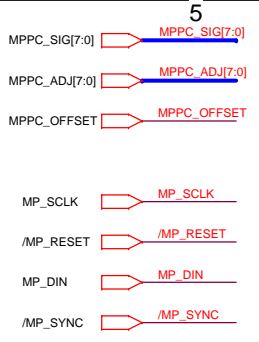 5
MPPC_SIG[7:0] MPPC_SIG[7:0]
MPPC_ADJ[7:0] MPPC_ADJ[7:0]
MPPC_OFFSET MPPC_OFFSET
MP_SCLK MP_SCLK
/MP_RESET /MP_RESET
MP_DIN MP_DIN
/MP_SYNC /MP_SYNC